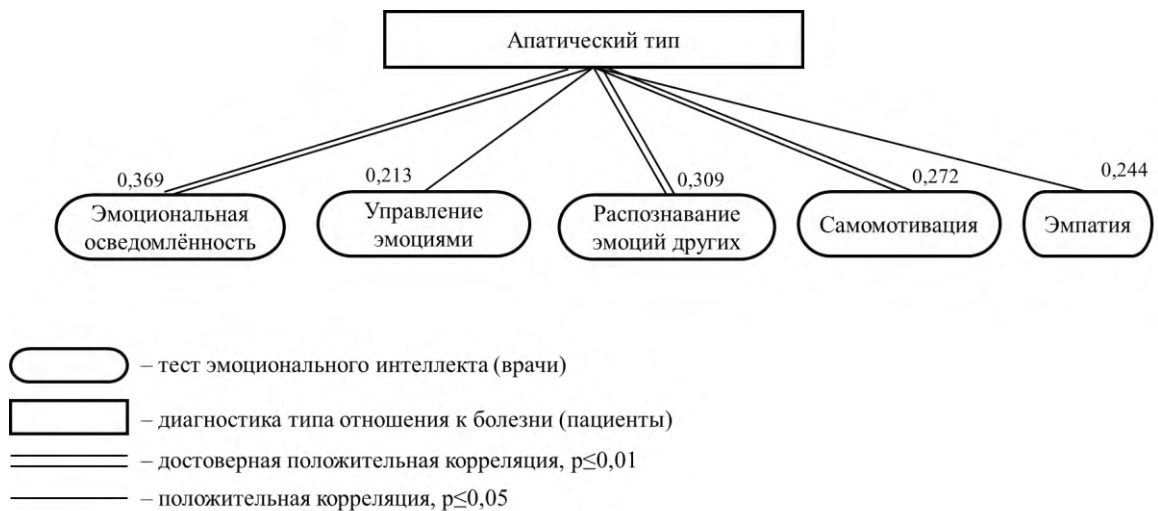 Апатический тип
0,369
0,213
0,309
0,272
0,244
Эмоциональная
осведомлённость
Управление
эмоциями
Распознавание
эмоций других
Самомотивация
Эмпатия
– тест эмоционального интеллекта (врачи)
– диагностика типа отношения к болезни (пациенты)
– достоверная положительная корреляция, p≤0,01
– положительная корреляция, p≤0,05